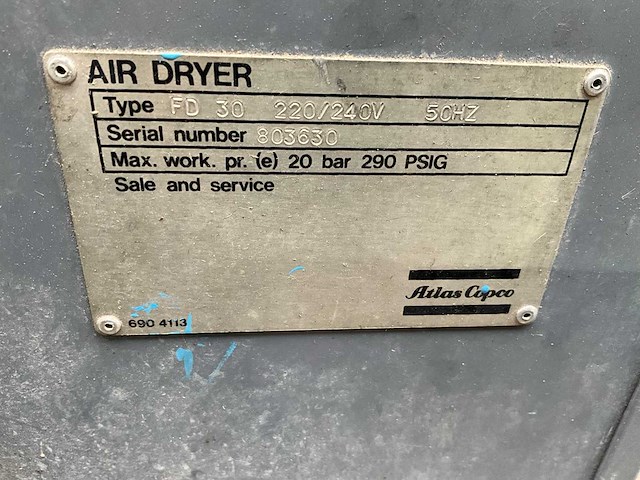 AIR DRYER
Type FD 30 220/240V 50HZ
Serial number 803630
Max. work. pr. (e) 20 bar 290 PSIG
Sale and service
Atlas Copco
690 4113